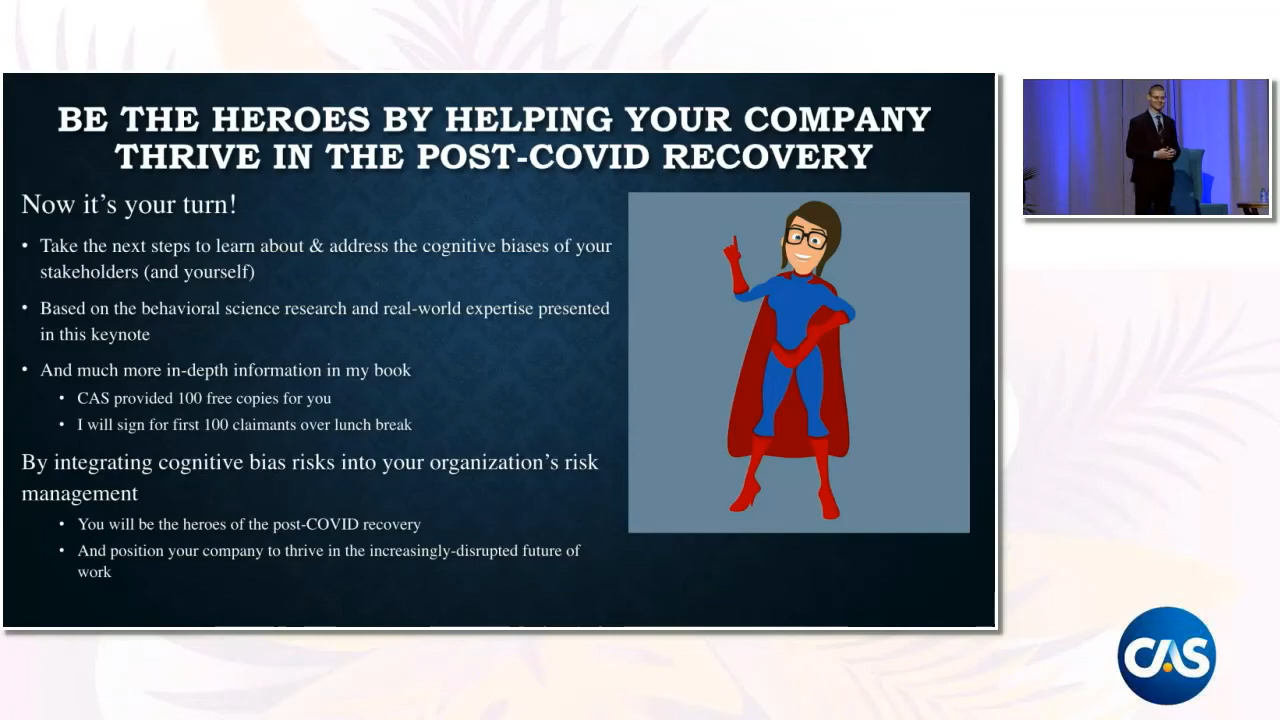 BE THE HEROES BY HELPING YOUR COMPANY
THRIVE IN THE POST-COVID RECOVERY
Now it's your turn!
• Take the next steps to learn about & address the cognitive biases of your
stakeholders (and yourself)
• Based on the behavioral science research and real-world expertise presented
in this keynote
• And much more in-depth information in my book
• CAS provided 100 free copies for you
• I will sign for first 100 claimants over lunch break
By integrating cognitive bias risks into your organization's risk
management
• You will be the heroes of the post-COVID recovery
• And position your company to thrive in the increasingly-disrupted future of
work
CAS